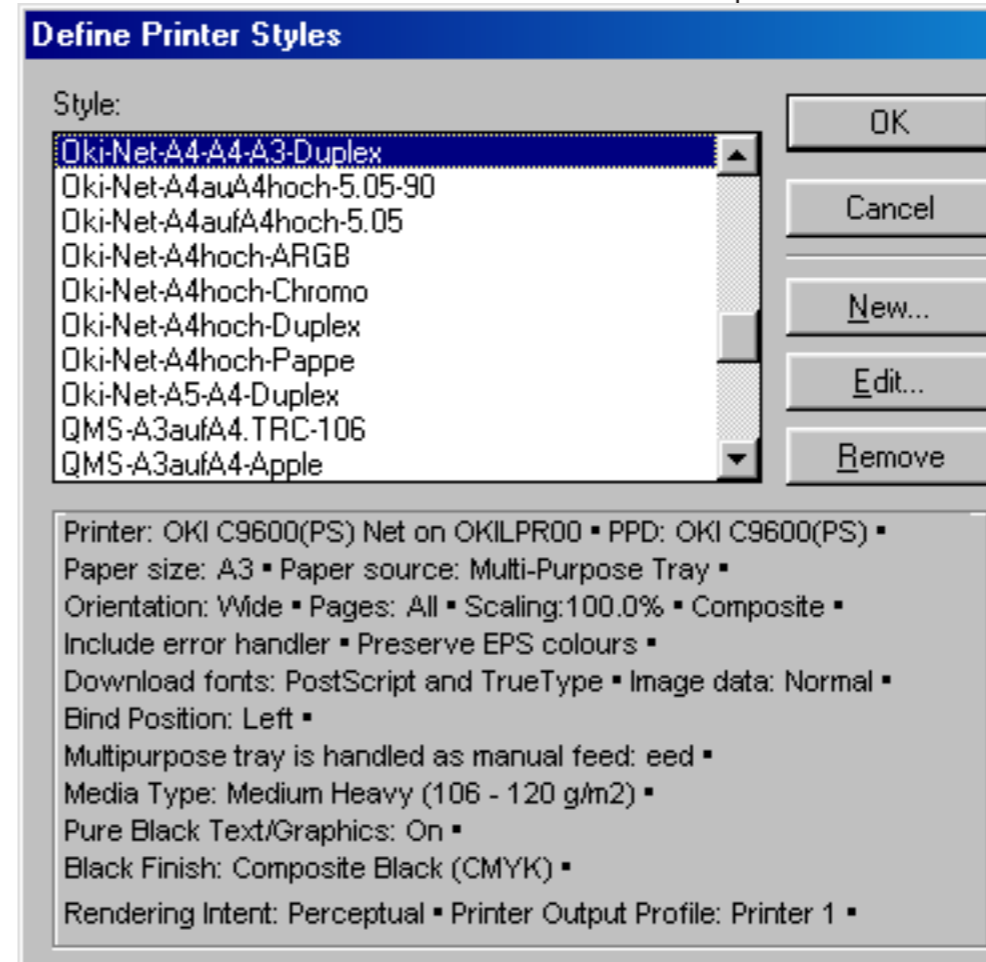 Define Printer Styles
Style:
Oki-Net-A4-A4-A3-Duplex
Oki-Net-A4auA4hoch-5.05-90
Oki-Net-A4aufA4hoch-5.05
Oki-Net-A4hoch-ARGB
Oki-Net-A4hoch-Chromo
Oki-Net-A4hoch-Duplex
Oki-Net-A4hoch-Pappe
Oki-Net-A5-A4-Duplex
QMS-A3aufA4.TRC-106
QMS-A3aufA4-Apple
OK
Cancel
New...
Edit...
Remove
Printer: OKI C9600(PS) Net on OKILPR00 ▪ PPD: OKI C9600(PS) ▪
Paper size: A3 ▪ Paper source: Multi-Purpose Tray ▪
Orientation: Wide ▪ Pages: All ▪ Scaling:100.0% ▪ Composite ▪
Include error handler ▪ Preserve EPS colours ▪
Download fonts: PostScript and TrueType ▪ Image data: Normal ▪
Bind Position: Left ▪
Multipurpose tray is handled as manual feed: eed ▪
Media Type: Medium Heavy (106 - 120 g/m2) ▪
Pure Black Text/Graphics: On ▪
Black Finish: Composite Black (CMYK) ▪
Rendering Intent: Perceptual ▪ Printer Output Profile: Printer 1 ▪